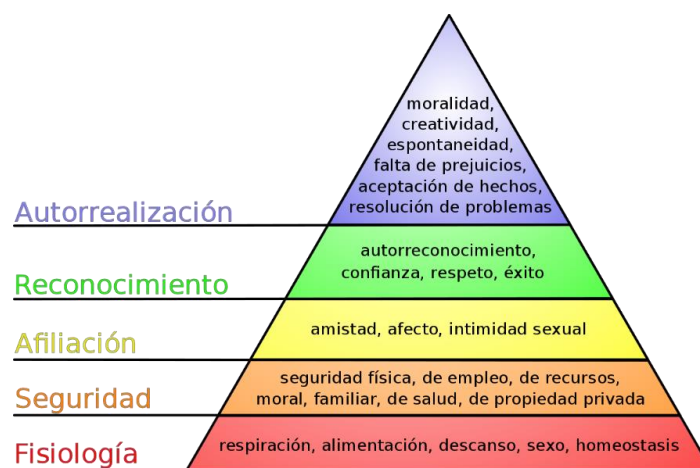 moralidad,
creatividad,
espontaneidad,
falta de prejuicios,
aceptación de hechos,
resolución de problemas
Autorrealización
autorreconocimiento,
confianza, respeto, éxito
Reconocimiento
amistad, afecto, intimidad sexual
Afiliación
seguridad física, de empleo, de recursos,
moral, familiar, de salud, de propiedad privada
Seguridad
respiración, alimentación, descanso, sexo, homeostasis
Fisiología